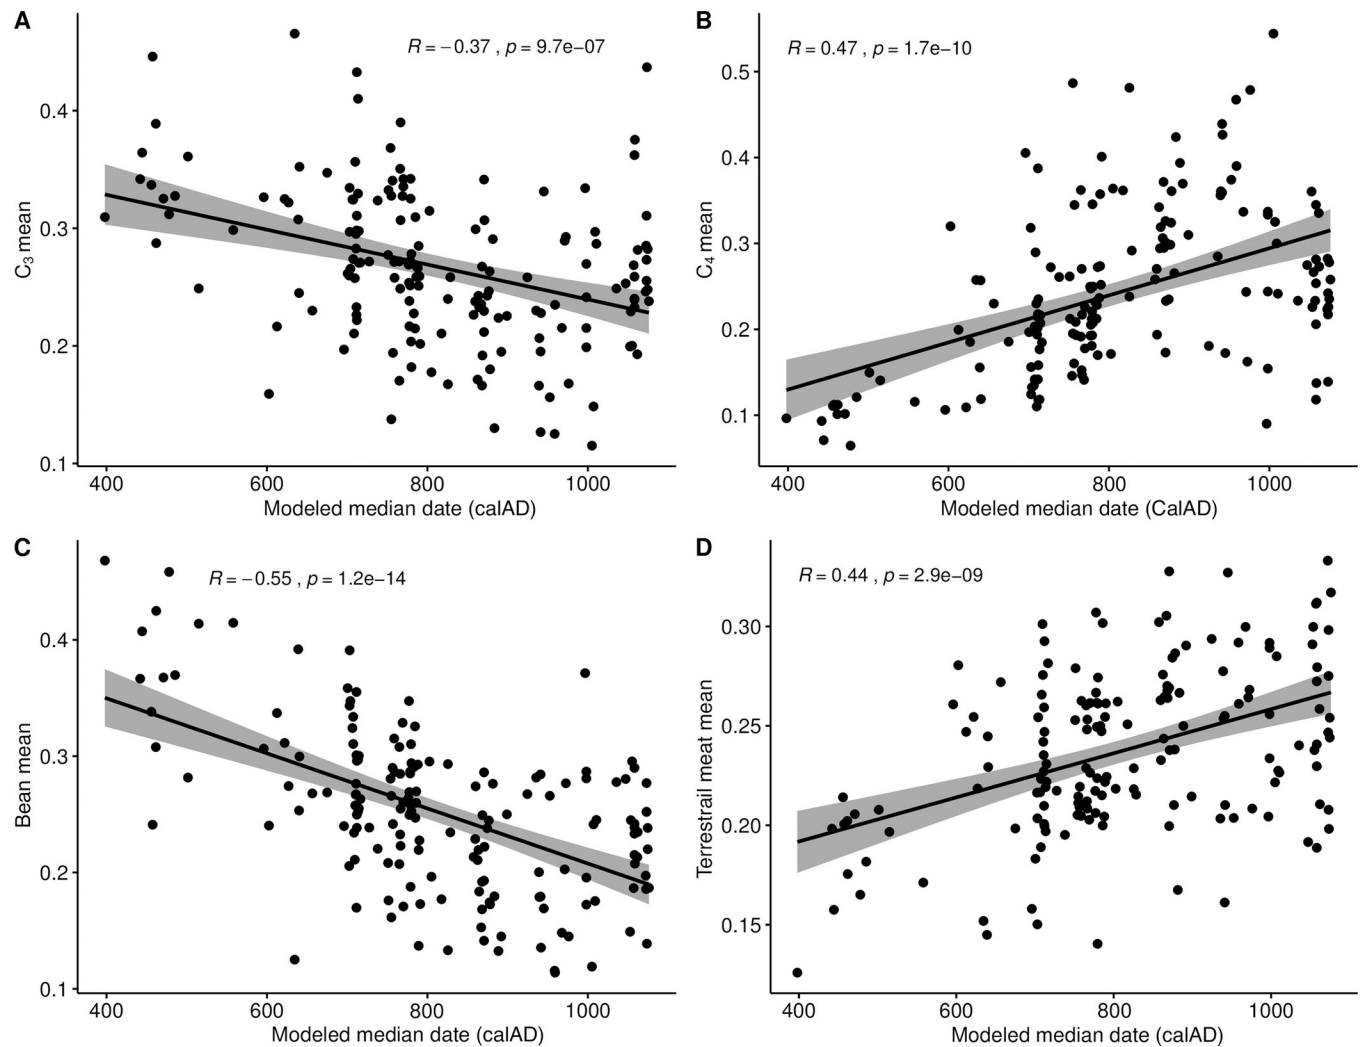 A
R = −0.37 , p = 9.7e−07
C₃ mean
0.4
0.3
0.2
0.1
400 600 800 1000
Modeled median date (calAD)
B
R = 0.47 , p = 1.7e−10
C₄ mean
0.5
0.4
0.3
0.2
0.1
400 600 800 1000
Modeled median date (CalAD)
C
R = −0.55 , p = 1.2e−14
Bean mean
0.4
0.3
0.2
0.1
400 600 800 1000
Modeled median date (calAD)
D
R = 0.44 , p = 2.9e−09
Terrestrail meat mean
0.30
0.25
0.20
0.15
400 600 800 1000
Modeled median date (calAD)